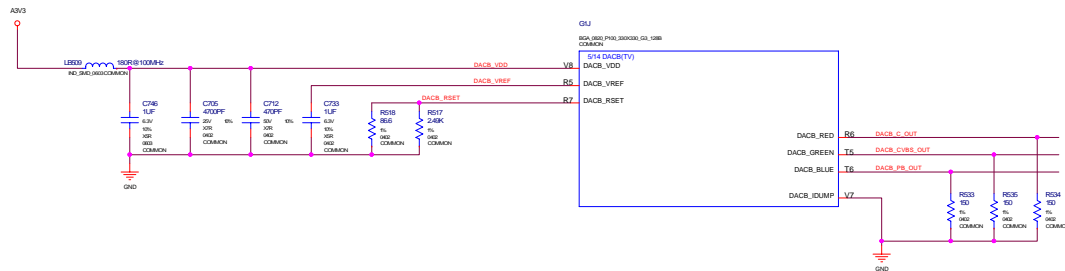 A3V3
G1J
BGA_0820_P100_330X330_G3_128B
COMMON
LB509
180R@100MHz
IND_SMD_0603COMMON
DACB_VDD
V8
5/14 DACB(TV)
DACB_VDD
DACB_VREF
R5
DACB_VREF
DACB_RSET
R7
DACB_RSET
C746
1UF
6.3V
10%
X5R
0603
COMMON
C705
4700PF
25V
10%
X7R
0402
COMMON
C712
470PF
50V
10%
X7R
0402
COMMON
C733
1UF
6.3V
10%
X5R
0402
COMMON
R518
86.6
1%
0402
COMMON
R517
2.49K
1%
0402
COMMON
GND
DACB_RED
R6
DACB_C_OUT
DACB_GREEN
T5
DACB_CVBS_OUT
DACB_BLUE
T6
DACB_PB_OUT
DACB_IDUMP
V7
R533
150
1%
0402
COMMON
R535
150
1%
0402
COMMON
R534
150
1%
0402
COMMON
GND